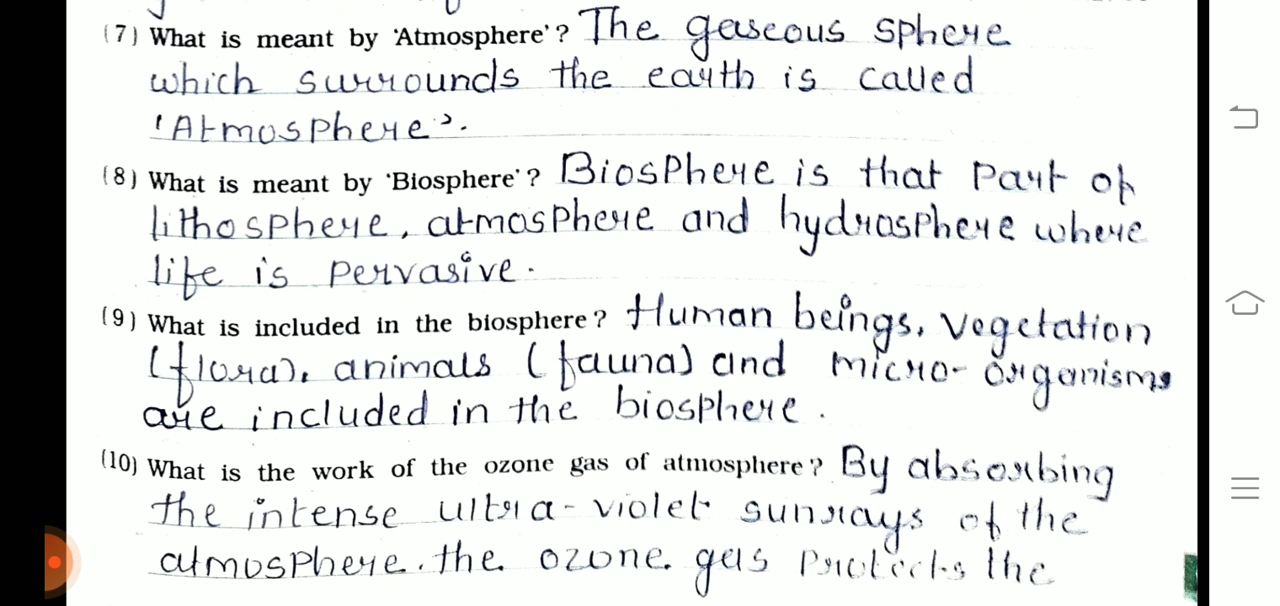 (7) What is meant by 'Atmosphere'? The gaseous sphere
which surrounds the earth is called
'Atmosphere'.
(8) What is meant by 'Biosphere'? Biosphere is that part of
lithosphere, atmosphere and hydrosphere where
life is pervasive.
(9) What is included in the biosphere? Human beings, vegetation
(flora), animals (fauna) and micro-organisms
are included in the biosphere.
(10) What is the work of the ozone gas of atmosphere? By absorbing
the intense ultra-violet sunrays of the
atmosphere. the ozone gas protects the